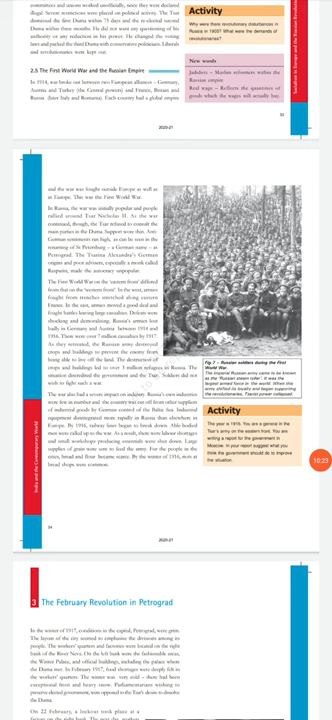 committees and unions worked unofficially, since they were declared
illegal. Severe restrictions were placed on political activity. The Tsar
dismissed the first Duma within 75 days and the re-elected second
Duma within three months. He did not want any questioning of his
authority or any reduction in his power. He changed the voting
laws and packed the third Duma with conservative politicians. Liberals
and revolutionaries were kept out.
2.5 The First World War and the Russian Empire
In 1914, war broke out between two European alliances – Germany,
Austria and Turkey (the Central powers) and France, Britain and
Russia (later Italy and Romania). Each country had a global empire
Activity
Why were there revolutionary disturbances in
Russia in 1905? What were the demands of
revolutionaries?
New words
Jadidists – Muslim reformers within the
Russian empire
Real wage – Reflects the quantities of
goods which the wages will actually buy.
Socialism in Europe and the Russian Revolution
33
2020-21
and the war was fought outside Europe as well as
in Europe. This was the First World War.
In Russia, the war was initially popular and people
rallied around Tsar Nicholas II. As the war
continued, though, the Tsar refused to consult the
main parties in the Duma. Support wore thin. Anti-
German sentiments ran high, as can be seen in the
renaming of St Petersburg – a German name – as
Petrograd. The Tsarina Alexandra's German
origins and poor advisers, especially a monk called
Rasputin, made the autocracy unpopular.
The First World War on the 'eastern front' differed
from that on the 'western front'. In the west, armies
fought from trenches stretched along eastern
France. In the east, armies moved a good deal and
fought battles leaving large casualties. Defeats were
shocking and demoralising. Russia's armies lost
badly in Germany and Austria between 1914 and
1916. There were over 7 million casualties by 1917.
As they retreated, the Russian army destroyed
crops and buildings to prevent the enemy from
being able to live off the land. The destruction of
crops and buildings led to over 3 million refugees in Russia. The
situation discredited the government and the Tsar. Soldiers did not
wish to fight such a war.
The war also had a severe impact on industry. Russia's own industries
were few in number and the country was cut off from other suppliers
of industrial goods by German control of the Baltic Sea. Industrial
equipment disintegrated more rapidly in Russia than elsewhere in
Europe. By 1916, railway lines began to break down. Able-bodied
men were called up to the war. As a result, there were labour shortages
and small workshops producing essentials were shut down. Large
supplies of grain were sent to feed the army. For the people in the
cities, bread and flour became scarce. By the winter of 1916, riots at
bread shops were common.
Fig.7 – Russian soldiers during the First
World War.
The Imperial Russian army came to be known
as the 'Russian steam roller'. It was the
largest armed force in the world. When this
army shifted its loyalty and began supporting
the revolutionaries, Tsarist power collapsed.
Activity
The year is 1916. You are a general in the
Tsar's army on the eastern front. You are
writing a report for the government in
Moscow. In your report suggest what you
think the government should do to improve
the situation.
India and the Contemporary World
34
2020-21
10:23
3 The February Revolution in Petrograd
In the winter of 1917, conditions in the capital, Petrograd, were grim.
The layout of the city seemed to emphasise the divisions among its
people. The workers' quarters and factories were located on the right
bank of the River Neva. On the left bank were the fashionable areas,
the Winter Palace, and official buildings, including the palace where
the Duma met. In February 1917, food shortages were deeply felt in
the workers' quarters. The winter was very cold – there had been
exceptional frost and heavy snow. Parliamentarians wishing to
preserve elected government, were opposed to the Tsar's desire to dissolve
the Duma.
On 22 February, a lockout took place at a
factory on the right bank. The next day, workers